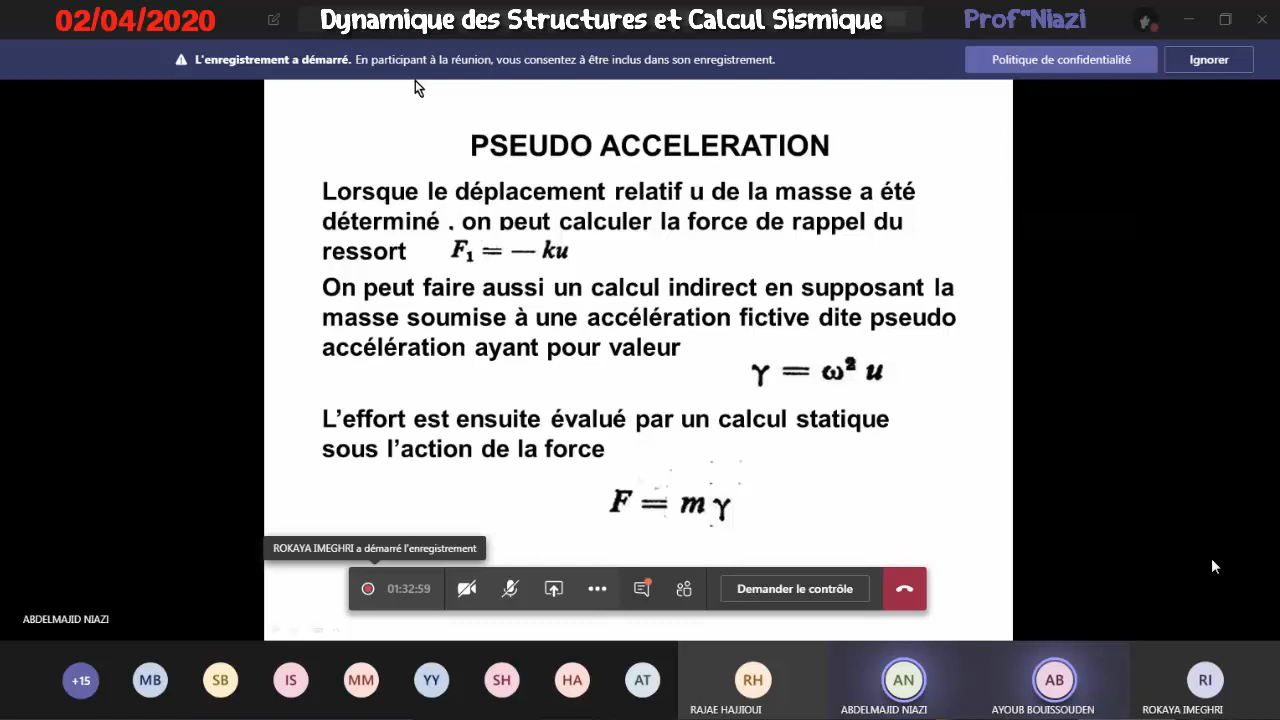 02/04/2020
Dynamique des Structures et Calcul Sismique
Prof"Niazi
L'enregistrement a démarré. En participant à la réunion, vous consentez à être inclus dans son enregistrement.
Politique de confidentialité
Ignorer
PSEUDO ACCELERATION
Lorsque le déplacement relatif u de la masse a été
déterminé , on peut calculer la force de rappel du
ressort F₁ = — ku
On peut faire aussi un calcul indirect en supposant la
masse soumise à une accélération fictive dite pseudo
accélération ayant pour valeur
γ = ω² u
L'effort est ensuite évalué par un calcul statique
sous l'action de la force
F = m γ
ROKAYA IMEGHRI a démarré l'enregistrement
01:32:59
Demander le contrôle
ABDELMAJID NIAZI
+15
MB
SB
IS
MM
YY
SH
HA
AT
RH
AN
AB
RI
RAJAE HAJJIOUI
ABDELMAJID NIAZI
AYOUB BOUISSOUDEN
ROKAYA IMEGHRI